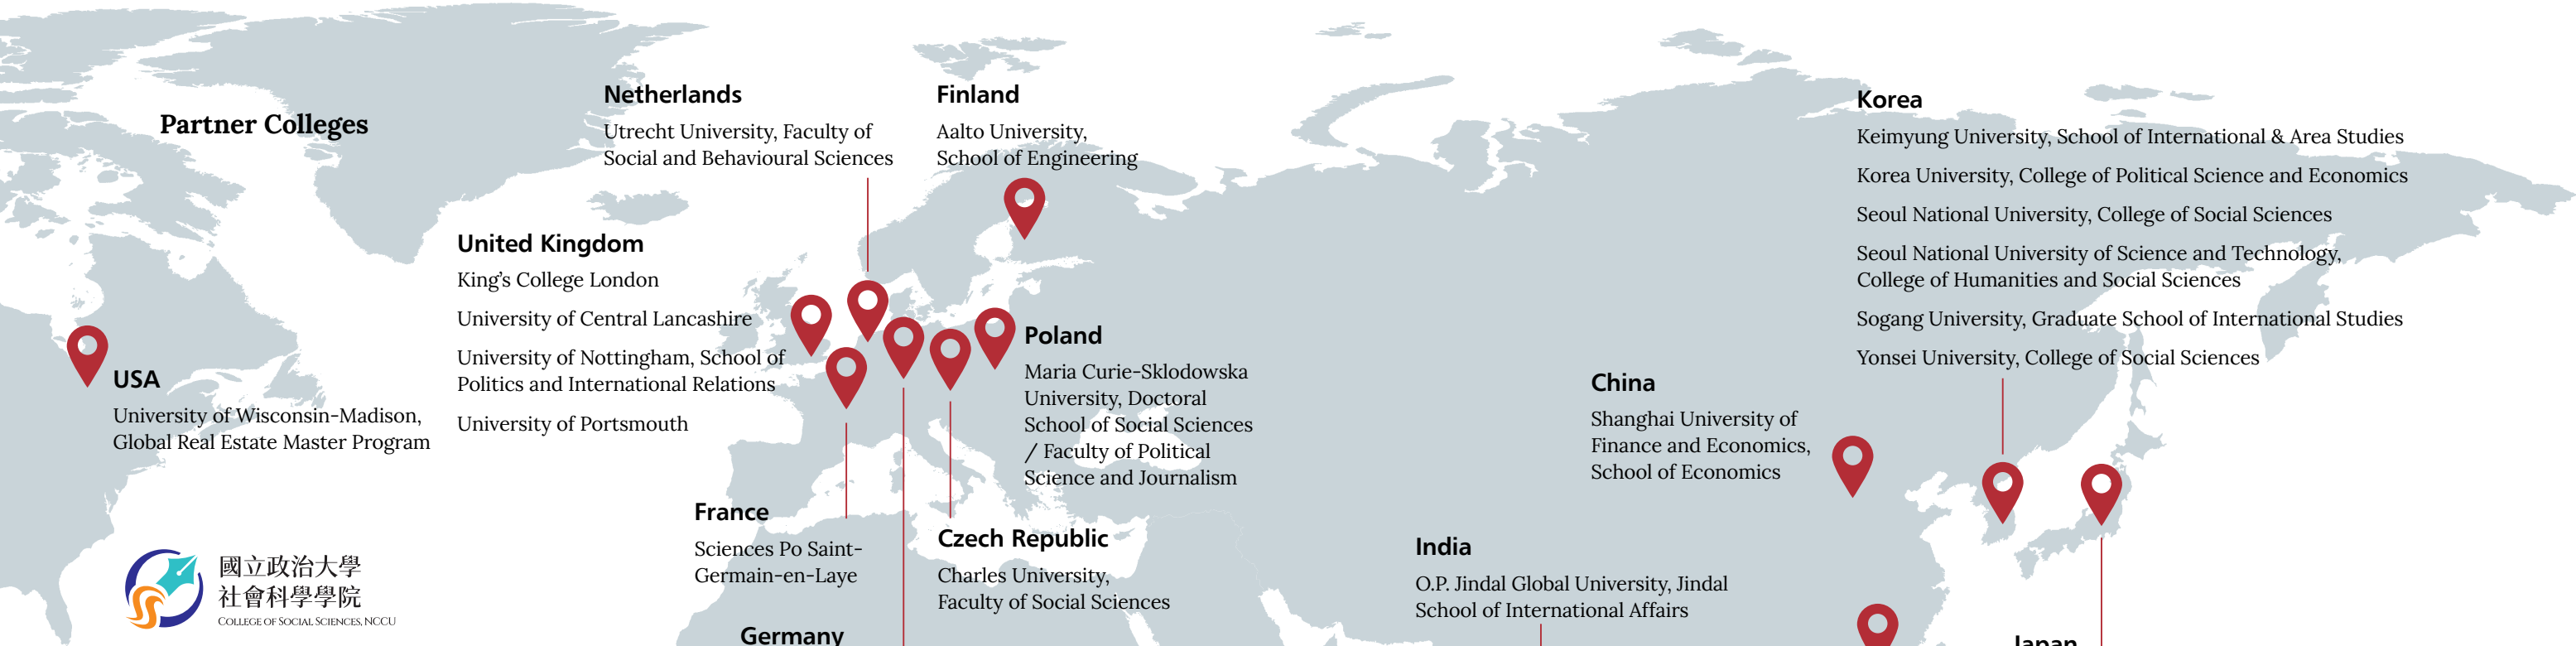 Partner Colleges
Netherlands
Utrecht University, Faculty of
Social and Behavioural Sciences
Finland
Aalto University,
School of Engineering
Korea
Keimyung University, School of International & Area Studies
Korea University, College of Political Science and Economics
Seoul National University, College of Social Sciences
Seoul National University of Science and Technology,
College of Humanities and Social Sciences
Sogang University, Graduate School of International Studies
Yonsei University, College of Social Sciences
United Kingdom
King's College London
University of Central Lancashire
University of Nottingham, School of
Politics and International Relations
University of Portsmouth
USA
University of Wisconsin-Madison,
Global Real Estate Master Program
Poland
Maria Curie-Sklodowska
University, Doctoral
School of Social Sciences
/ Faculty of Political
Science and Journalism
China
Shanghai University of
Finance and Economics,
School of Economics
France
Sciences Po Saint-
Germain-en-Laye
Czech Republic
Charles University,
Faculty of Social Sciences
India
O.P. Jindal Global University, Jindal
School of International Affairs
國立政治大學
社會科學學院
College of Social Sciences, NCCU
Germany
Japan